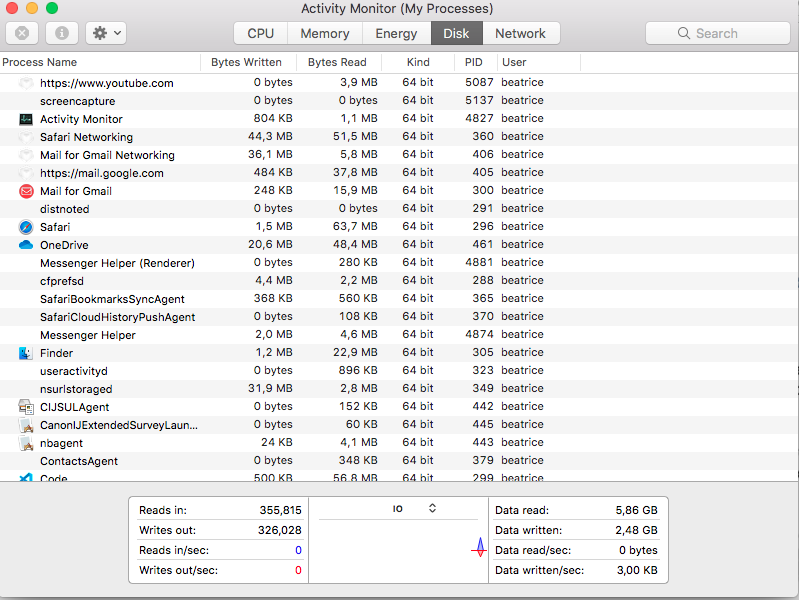 Activity Monitor (My Processes)
CPU Memory Energy Disk Network Search
Process Name Bytes Written Bytes Read Kind PID User
https://www.youtube.com 0 bytes 3,9 MB 64 bit 5087 beatrice
screencapture 0 bytes 0 bytes 64 bit 5137 beatrice
Activity Monitor 804 KB 1,1 MB 64 bit 4827 beatrice
Safari Networking 44,3 MB 51,5 MB 64 bit 360 beatrice
Mail for Gmail Networking 36,1 MB 5,8 MB 64 bit 406 beatrice
https://mail.google.com 484 KB 37,8 MB 64 bit 405 beatrice
Mail for Gmail 248 KB 15,9 MB 64 bit 300 beatrice
distnoted 0 bytes 0 bytes 64 bit 291 beatrice
Safari 1,5 MB 63,7 MB 64 bit 296 beatrice
OneDrive 20,6 MB 48,4 MB 64 bit 461 beatrice
Messenger Helper (Renderer) 0 bytes 280 KB 64 bit 4881 beatrice
cfprefsd 4,4 MB 2,2 MB 64 bit 288 beatrice
SafariBookmarksSyncAgent 368 KB 560 KB 64 bit 365 beatrice
SafariCloudHistoryPushAgent 0 bytes 108 KB 64 bit 370 beatrice
Messenger Helper 2,0 MB 4,6 MB 64 bit 4874 beatrice
Finder 1,2 MB 22,9 MB 64 bit 305 beatrice
useractivityd 0 bytes 896 KB 64 bit 323 beatrice
nsurlstoraged 31,9 MB 2,8 MB 64 bit 349 beatrice
CIJSULAgent 0 bytes 152 KB 64 bit 442 beatrice
CanonIJExtendedSurveyLaun... 0 bytes 60 KB 64 bit 445 beatrice
nbagent 24 KB 4,1 MB 64 bit 443 beatrice
ContactsAgent 0 bytes 348 KB 64 bit 379 beatrice
Code 500 KB 56,8 MB 64 bit 299 beatrice
Reads in: 355,815 IO Data read: 5,86 GB
Writes out: 326,028 Data written: 2,48 GB
Reads in/sec: 0 Data read/sec: 0 bytes
Writes out/sec: 0 Data written/sec: 3,00 KB